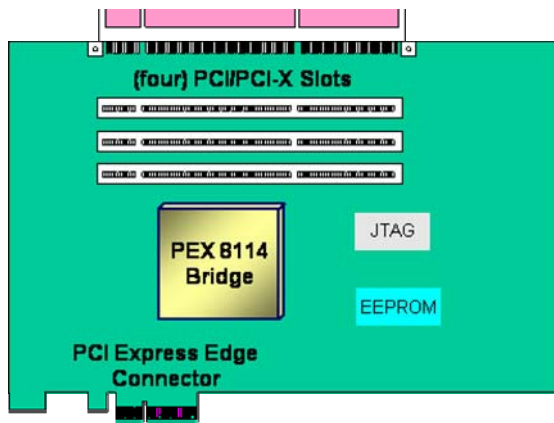 (four) PCI/PCI-X Slots
PEX 8114
Bridge
JTAG
EEPROM
PCI Express Edge
Connector